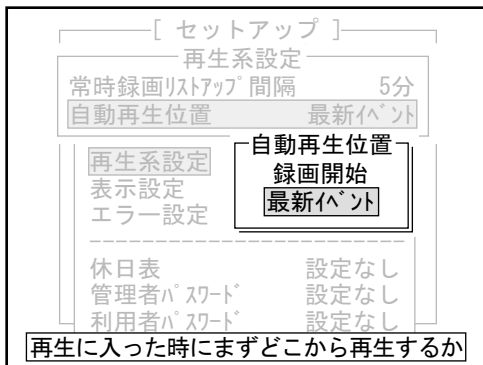 [ セットアップ ]
再生系設定
常時録画ﾘｽﾄｱｯﾌﾟ間隔 5分
自動再生位置 最新ｲﾍﾞﾝﾄ
自動再生位置
録画開始
最新ｲﾍﾞﾝﾄ
再生系設定
表示設定
エラー設定
休日表 設定なし
管理者ﾊﾟｽﾜｰﾄﾞ 設定なし
利用者ﾊﾟｽﾜｰﾄﾞ 設定なし
再生に入った時にまずどこから再生するか